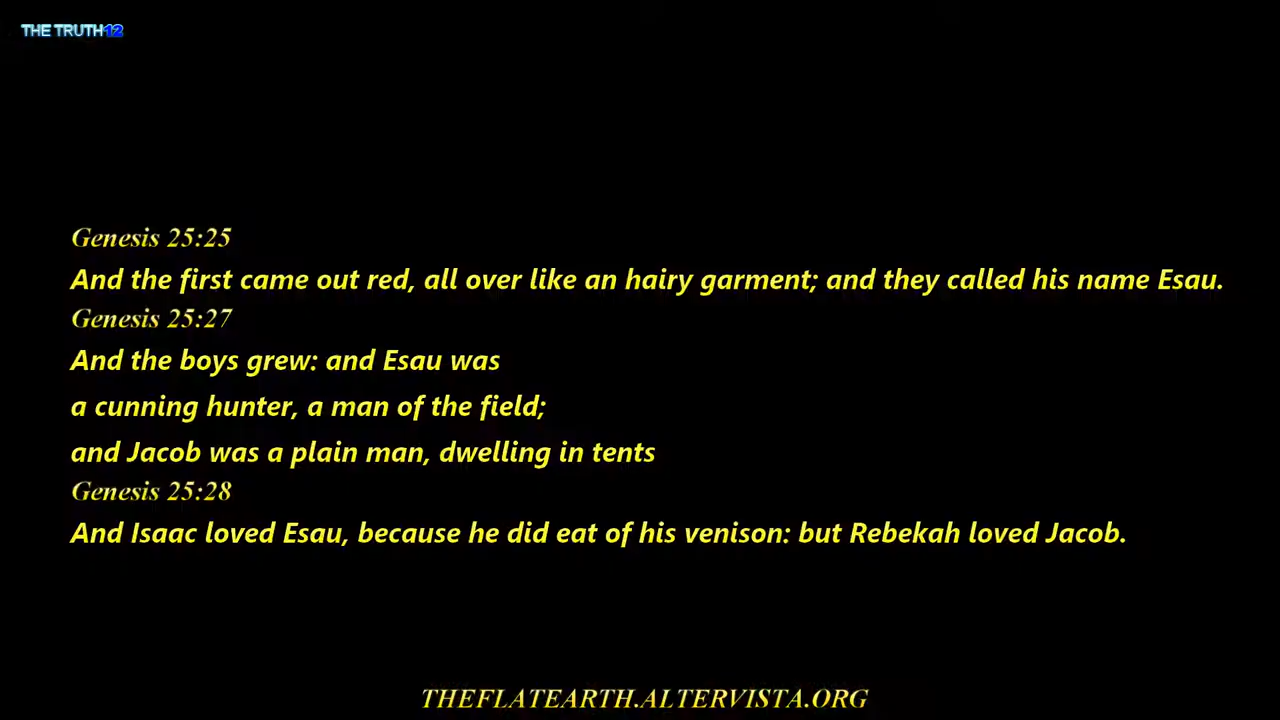 THE TRUTH12
Genesis 25:25
And the first came out red, all over like an hairy garment; and they called his name Esau.
Genesis 25:27
And the boys grew: and Esau was
a cunning hunter, a man of the field;
and Jacob was a plain man, dwelling in tents
Genesis 25:28
And Isaac loved Esau, because he did eat of his venison: but Rebekah loved Jacob.
THEFLATEARTH.ALTERVISTA.ORG